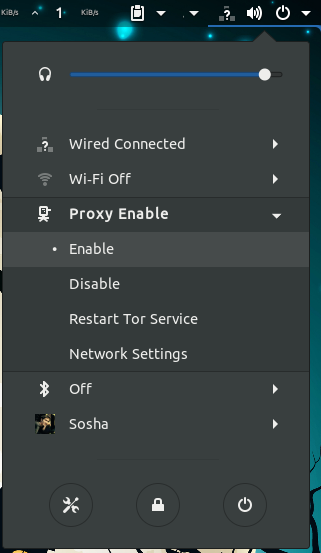 KiB/s 1 KiB/s
Wired Connected
Wi-Fi Off
Proxy Enable
Enable
Disable
Restart Tor Service
Network Settings
Off
Sosha